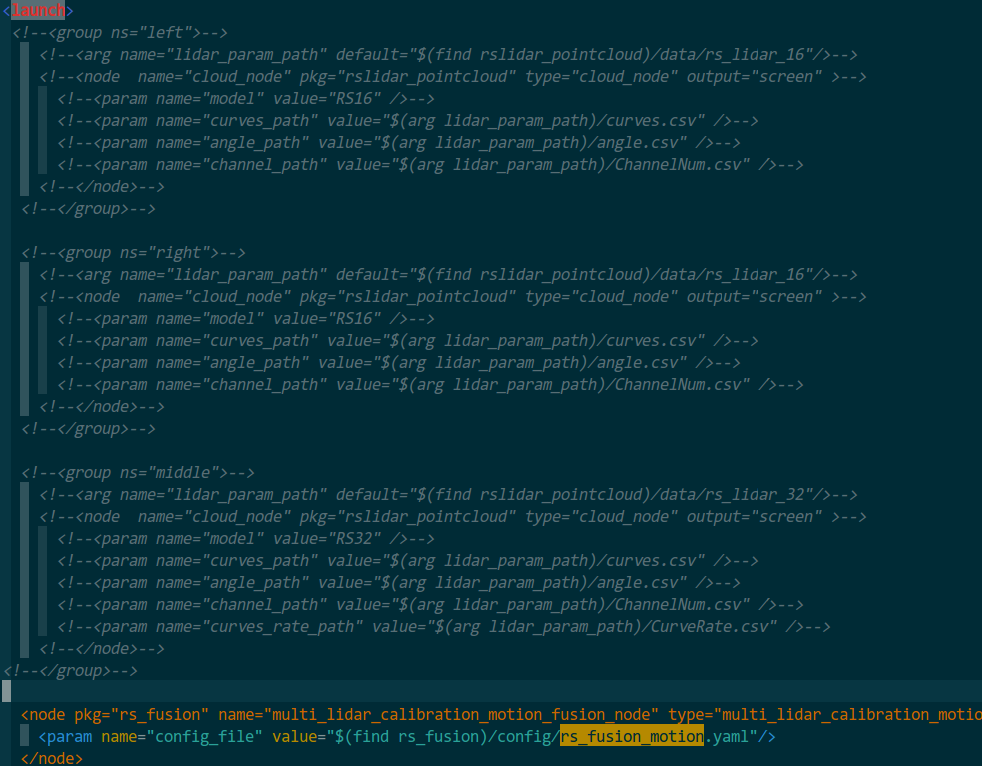 <launch>
<!--<group ns="left">-->
<!--<arg name="lidar_param_path" default="$(find rslidar_pointcloud)/data/rs_lidar_16"/>-->
<!--<node  name="cloud_node" pkg="rslidar_pointcloud" type="cloud_node" output="screen" >-->
<!--<param name="model" value="RS16" />-->
<!--<param name="curves_path" value="$(arg lidar_param_path)/curves.csv" />-->
<!--<param name="angle_path" value="$(arg lidar_param_path)/angle.csv" />-->
<!--<param name="channel_path" value="$(arg lidar_param_path)/ChannelNum.csv" />-->
<!--</node>-->
<!--</group>-->
<!--<group ns="right">-->
<!--<arg name="lidar_param_path" default="$(find rslidar_pointcloud)/data/rs_lidar_16"/>-->
<!--<node  name="cloud_node" pkg="rslidar_pointcloud" type="cloud_node" output="screen" >-->
<!--<param name="model" value="RS16" />-->
<!--<param name="curves_path" value="$(arg lidar_param_path)/curves.csv" />-->
<!--<param name="angle_path" value="$(arg lidar_param_path)/angle.csv" />-->
<!--<param name="channel_path" value="$(arg lidar_param_path)/ChannelNum.csv" />-->
<!--</node>-->
<!--</group>-->
<!--<group ns="middle">-->
<!--<arg name="lidar_param_path" default="$(find rslidar_pointcloud)/data/rs_lidar_32"/>-->
<!--<node  name="cloud_node" pkg="rslidar_pointcloud" type="cloud_node" output="screen" >-->
<!--<param name="model" value="RS32" />-->
<!--<param name="curves_path" value="$(arg lidar_param_path)/curves.csv" />-->
<!--<param name="angle_path" value="$(arg lidar_param_path)/angle.csv" />-->
<!--<param name="channel_path" value="$(arg lidar_param_path)/ChannelNum.csv" />-->
<!--<param name="curves_rate_path" value="$(arg lidar_param_path)/CurveRate.csv" />-->
<!--</node>-->
<!--</group>-->
<node pkg="rs_fusion" name="multi_lidar_calibration_motion_fusion_node" type="multi_lidar_calibration_motio
<param name="config_file" value="$(find rs_fusion)/config/rs_fusion_motion.yaml"/>
</node>